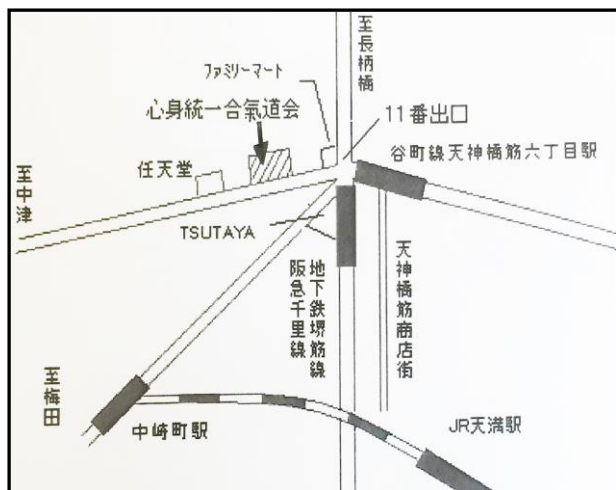 至長柄橋
ファミリーマート
心身統一合氣道会
11番出口
谷町線天神橋筋六丁目駅
任天堂
至中津
TSUTAYA
地下鉄堺筋線
阪急千里線
天神橋筋商店街
至梅田
中崎町駅
JR天満駅